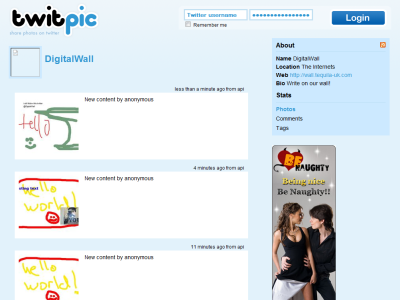 twitpic
share photos on twitter
Twitter username
Remember me
Login
DigitalWall
About
Name DigitalWall
Location The Internets
Web http://wall.tequila-uk.com
Bio Write on our wall!
Stats
Photos
Comments
Tags
less than a minute ago from api
New content by anonymous
hello
4 minutes ago from api
New content by anonymous
hello
world!
11 minutes ago from api
New content by anonymous
hello
world!
BE
NAUGHTY
Being nice
Be Naughty!!